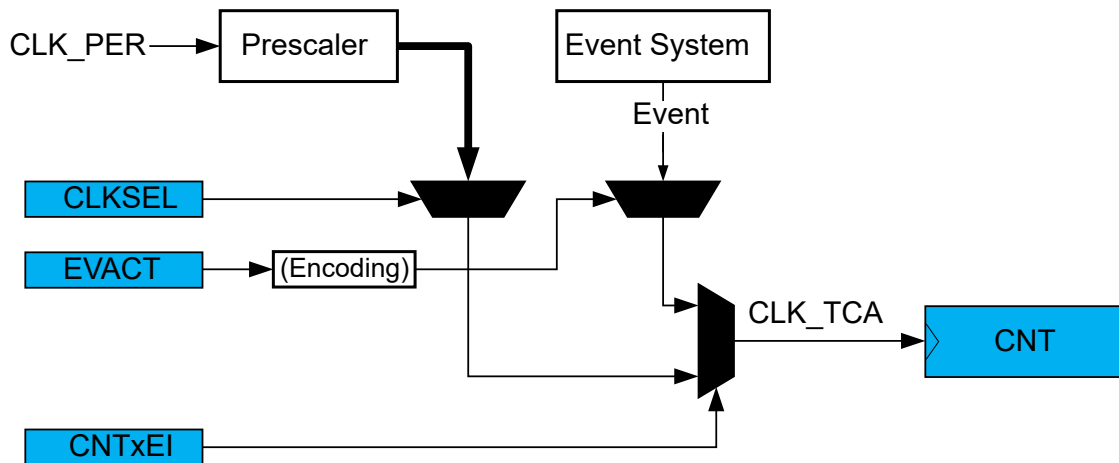 CLK_PER
Prescaler
Event System
Event
CLKSEL
EVACT
(Encoding)
CLK_TCA
CNT
CNTxEI